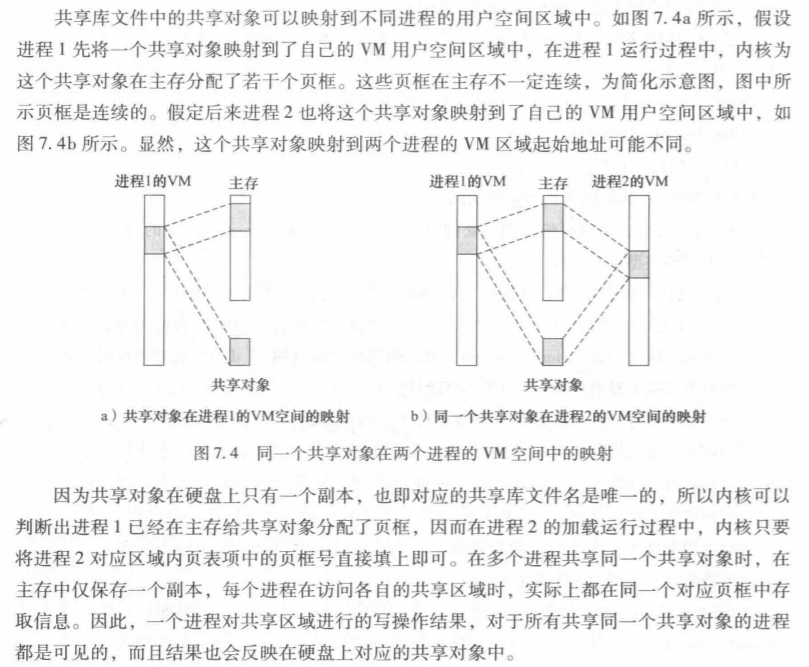 共享库文件中的共享对象可以映射到不同进程的用户空间区域中。如图 7.4a 所示，假设
进程 1 先将一个共享对象映射到了自己的 VM 用户空间区域中，在进程 1 运行过程中，内核为
这个共享对象在主存分配了若干个页框。这些页框在主存不一定连续，为简化示意图，图中所
示页框是连续的。假定后来进程 2 也将这个共享对象映射到了自己的 VM 用户空间区域中，如
图 7.4b 所示。显然，这个共享对象映射到两个进程的 VM 区域起始地址可能不同。
进程1的VM 主存
进程1的VM 主存 进程2的VM
共享对象
共享对象
a）共享对象在进程1的VM空间的映射
b）同一个共享对象在进程2的VM空间的映射
图 7.4 同一个共享对象在两个进程的 VM 空间中的映射
因为共享对象在硬盘上只有一个副本，也即对应的共享库文件名是唯一的，所以内核可以
判断出进程 1 已经在主存给共享对象分配了页框，因而在进程 2 的加载运行过程中，内核只要
将进程 2 对应区域内页表项中的页框号直接填上即可。在多个进程共享同一个共享对象时，在
主存中仅保存一个副本，每个进程在访问各自的共享区域时，实际上都在同一个对应页框中存
取信息。因此，一个进程对共享区域进行的写操作结果，对于所有共享同一个共享对象的进程
都是可见的，而且结果也会反映在硬盘上对应的共享对象中。